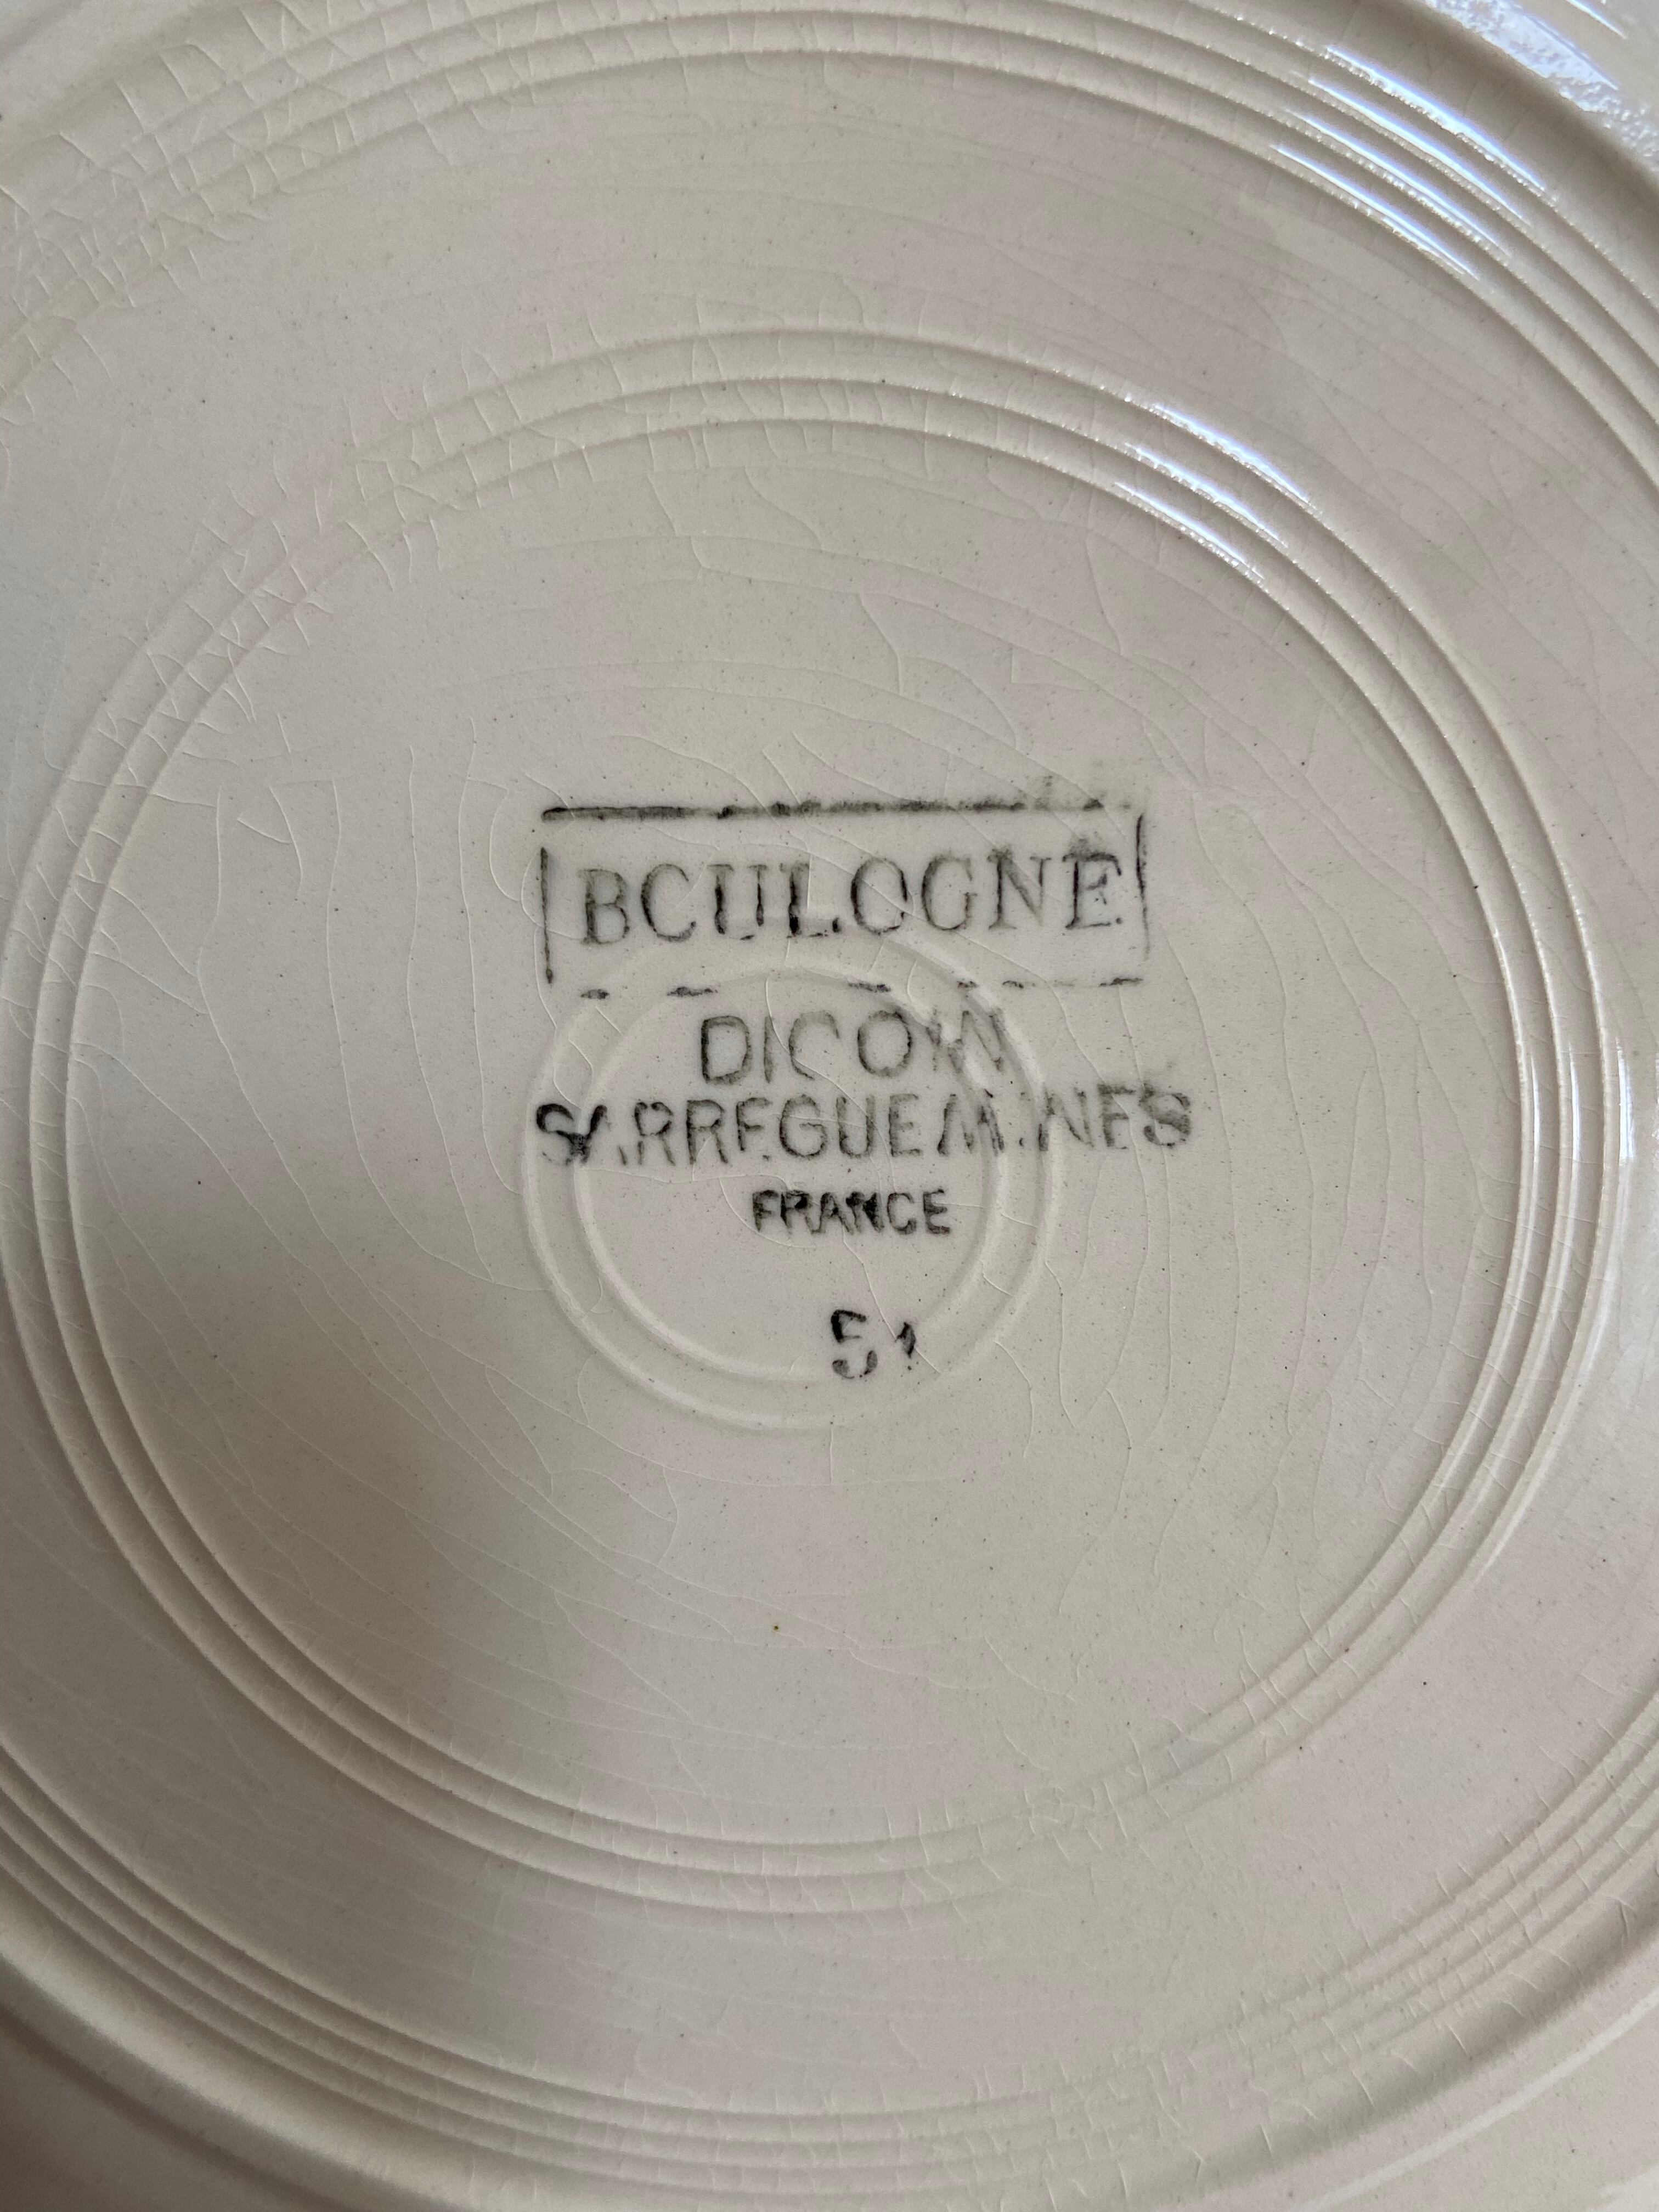 BOULOGNE
DIGOIN
SARREGUEMINES
FRANCE
51